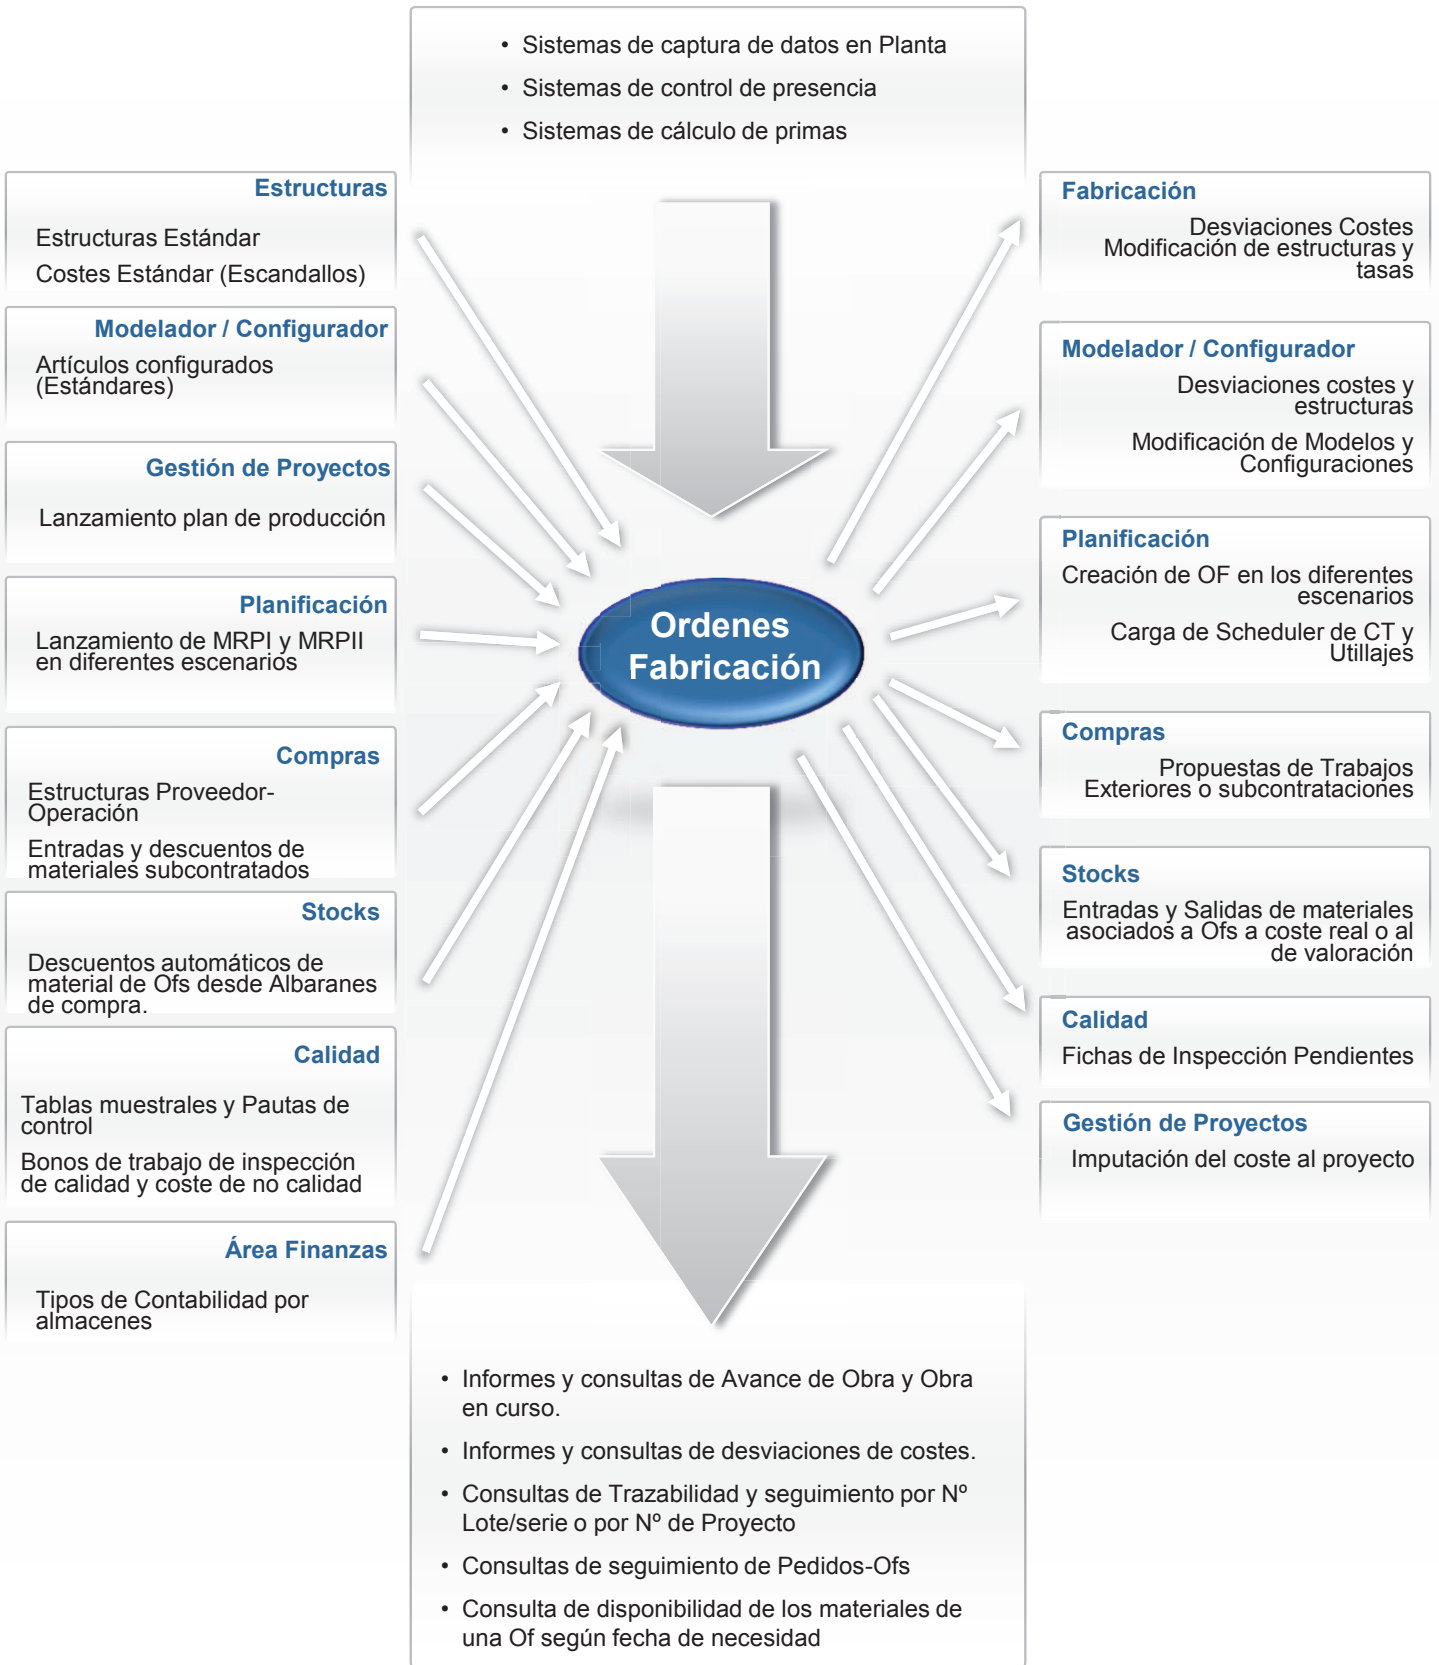 • Sistemas de captura de datos en Planta
• Sistemas de control de presencia
• Sistemas de cálculo de primas
Estructuras
Estructuras Estándar
Costes Estándar (Escandallos)
Modelador / Configurador
Artículos configurados
(Estándares)
Gestión de Proyectos
Lanzamiento plan de producción
Planificación
Lanzamiento de MRPI y MRPII
en diferentes escenarios
Compras
Estructuras Proveedor-
Operación
Entradas y descuentos de
materiales subcontratados
Stocks
Descuentos automáticos de
material de Ofs desde Albaranes
de compra.
Calidad
Tablas muestrales y Pautas de
control
Bonos de trabajo de inspección
de calidad y coste de no calidad
Área Finanzas
Tipos de Contabilidad por
almacenes
Ordenes
Fabricación
Fabricación
Desviaciones Costes
Modificación de estructuras y
tasas
Modelador / Configurador
Desviaciones costes y
estructuras
Modificación de Modelos y
Configuraciones
Planificación
Creación de OF en los diferentes
escenarios
Carga de Scheduler de CT y
Utillajes
Compras
Propuestas de Trabajos
Exteriores o subcontrataciones
Stocks
Entradas y Salidas de materiales
asociados a Ofs a coste real o al
de valoración
Calidad
Fichas de Inspección Pendientes
Gestión de Proyectos
Imputación del coste al proyecto
• Informes y consultas de Avance de Obra y Obra
en curso.
• Informes y consultas de desviaciones de costes.
• Consultas de Trazabilidad y seguimiento por Nº
Lote/serie o por Nº de Proyecto
• Consultas de seguimiento de Pedidos-Ofs
• Consulta de disponibilidad de los materiales de
una Of según fecha de necesidad